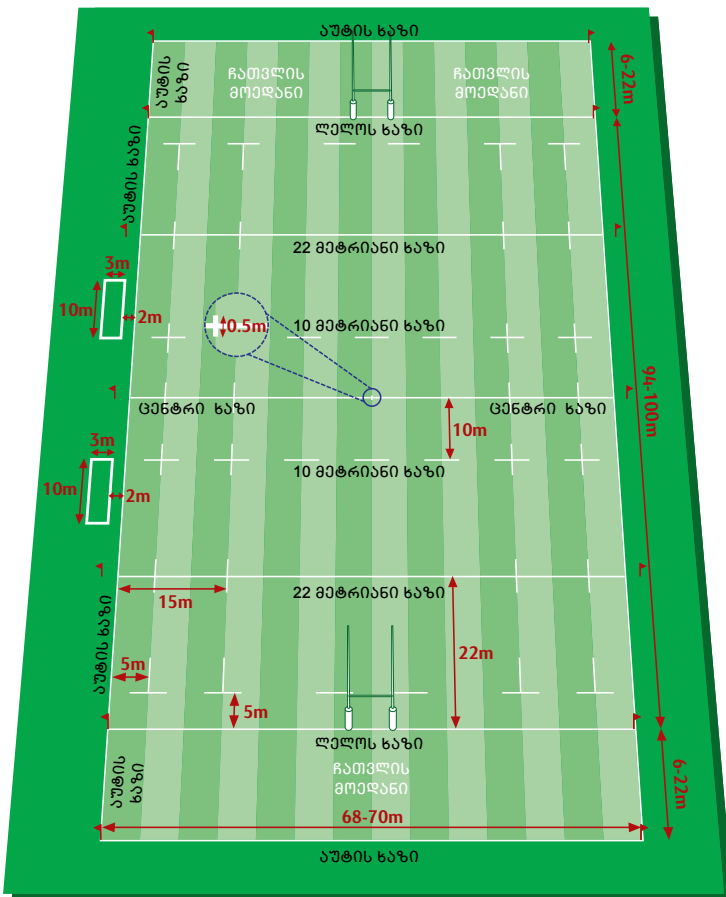 აუტის ხაზი
აუტის
ხაზი
ჩათვლის
მოედანი
ჩათვლის
მოედანი
6-22m
ლელოს ხაზი
აუტის ხაზი
22 მეტრიანი ხაზი
3m
10m
2m
0.5m
10 მეტრიანი ხაზი
94-100m
ცენტრი ხაზი
ცენტრი ხაზი
10m
3m
10m
2m
10 მეტრიანი ხაზი
15m
22 მეტრიანი ხაზი
აუტის ხაზი
22m
5m
5m
ლელოს ხაზი
აუტის
ხაზი
ჩათვლის
მოედანი
6-22m
68-70m
აუტის ხაზი